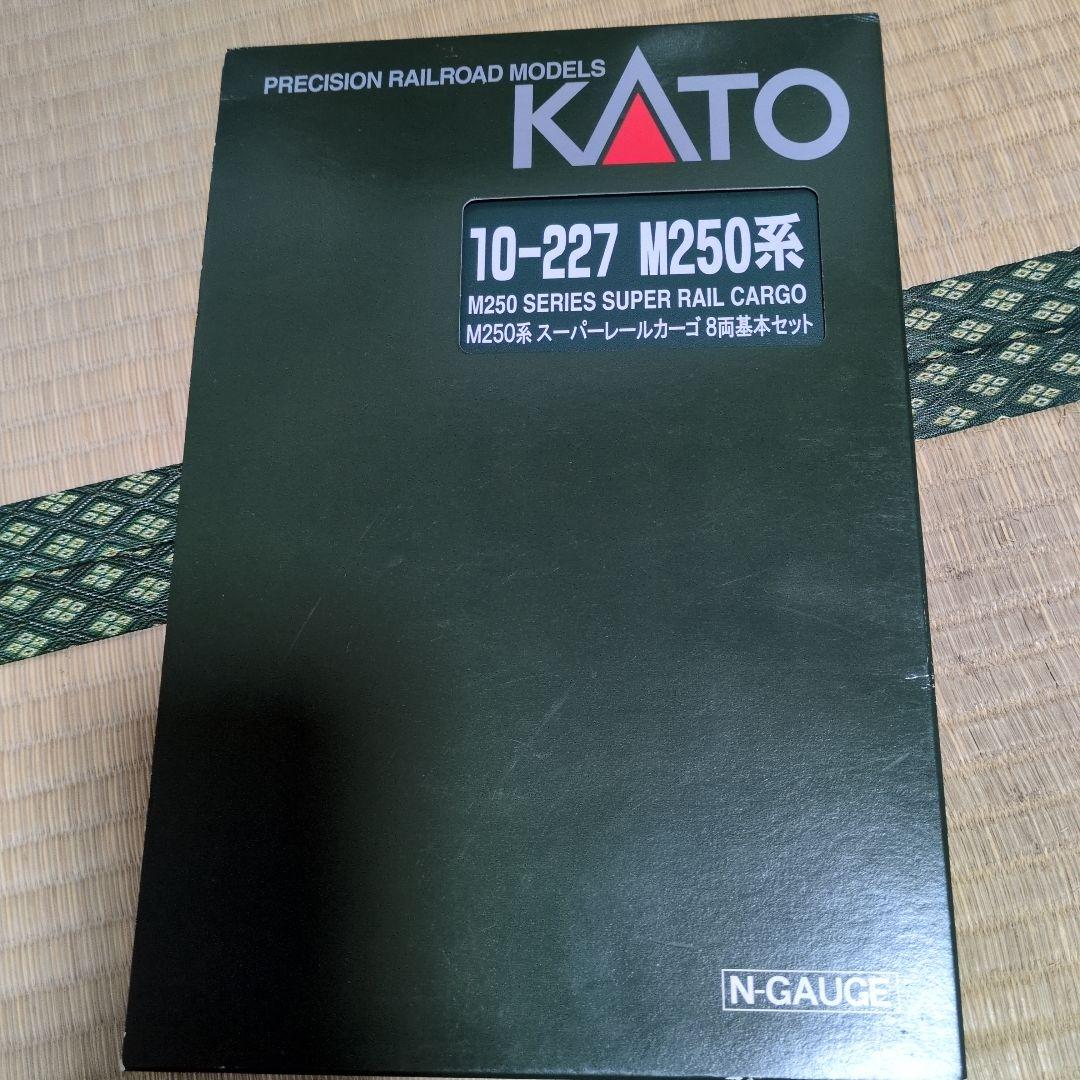 PRECISION RAILROAD MODELS
KATO
10-227 M250系
M250 SERIES SUPER RAIL CARGO
M250系 スーパーレールカーゴ 8両基本セット
N-GAUGE